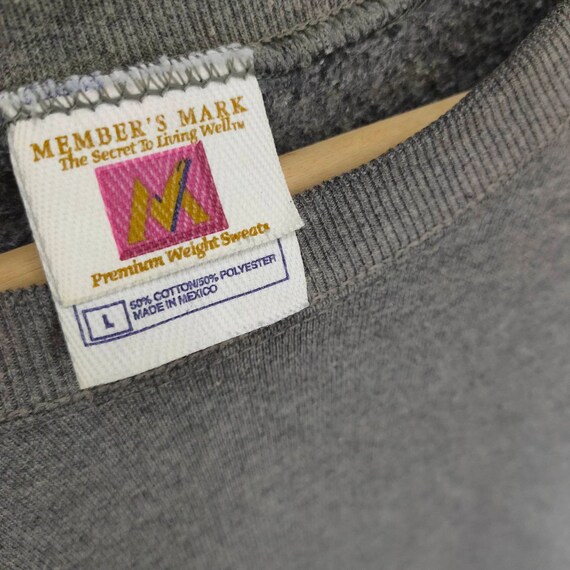 MEMBER'S MARK
The Secret To Living Well™
M
Premium Weight Sweats
L
50% COTTON/50% POLYESTER
MADE IN MEXICO